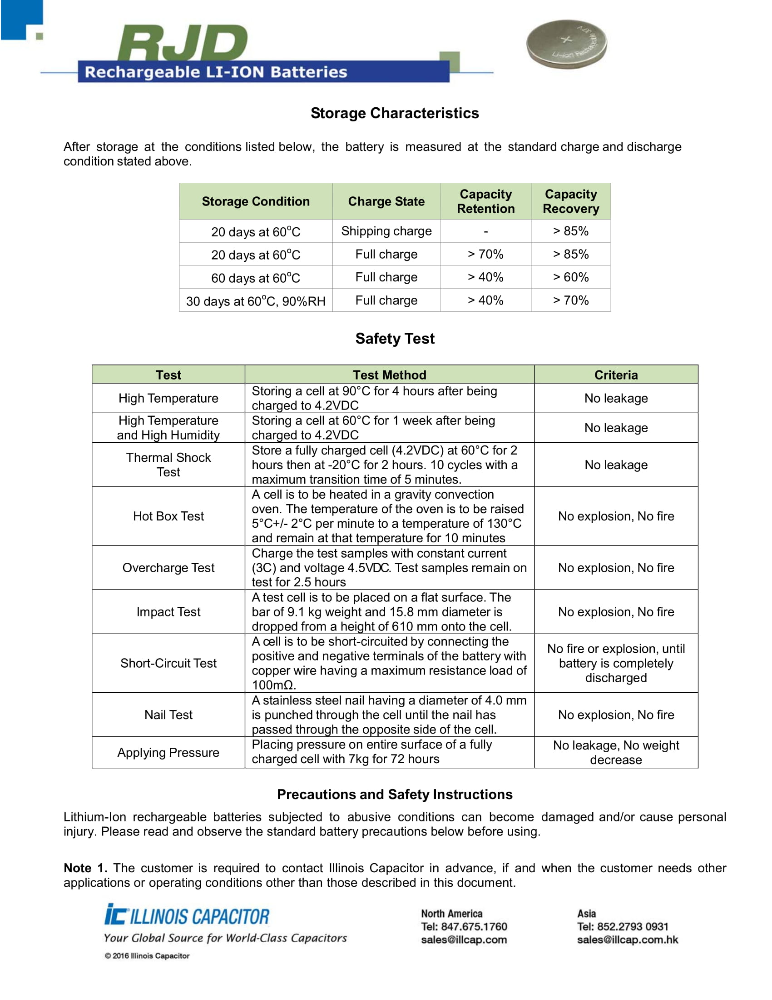 RJD
Rechargeable LI-ION Batteries
Li-ion Rechargeable 3.7V
Storage Characteristics
After storage at the conditions listed below, the battery is measured at the standard charge and discharge
condition stated above.
Storage Condition Charge State Capacity Retention Capacity Recovery
20 days at 60°C Shipping charge - > 85%
20 days at 60°C Full charge > 70% > 85%
60 days at 60°C Full charge > 40% > 60%
30 days at 60°C, 90%RH Full charge > 40% > 70%
Safety Test
Test Test Method Criteria
High Temperature
Storing a cell at 90°C for 4 hours after being
charged to 4.2VDC
No leakage
High Temperature
and High Humidity
Storing a cell at 60°C for 1 week after being
charged to 4.2VDC
No leakage
Thermal Shock
Test
Store a fully charged cell (4.2VDC) at 60°C for 2
hours then at -20°C for 2 hours. 10 cycles with a
maximum transition time of 5 minutes.
No leakage
Hot Box Test
A cell is to be heated in a gravity convection
oven. The temperature of the oven is to be raised
5°C+/- 2°C per minute to a temperature of 130°C
and remain at that temperature for 10 minutes
No explosion, No fire
Overcharge Test
Charge the test samples with constant current
(3C) and voltage 4.5VDC. Test samples remain on
test for 2.5 hours
No explosion, No fire
Impact Test
A test cell is to be placed on a flat surface. The
bar of 9.1 kg weight and 15.8 mm diameter is
dropped from a height of 610 mm onto the cell.
No explosion, No fire
Short-Circuit Test
A cell is to be short-circuited by connecting the
positive and negative terminals of the battery with
copper wire having a maximum resistance load of
100mΩ.
No fire or explosion, until
battery is completely
discharged
Nail Test
A stainless steel nail having a diameter of 4.0 mm
is punched through the cell until the nail has
passed through the opposite side of the cell.
No explosion, No fire
Applying Pressure
Placing pressure on entire surface of a fully
charged cell with 7kg for 72 hours
No leakage, No weight
decrease
Precautions and Safety Instructions
Lithium-Ion rechargeable batteries subjected to abusive conditions can become damaged and/or cause personal
injury. Please read and observe the standard battery precautions below before using.
Note 1. The customer is required to contact Illinois Capacitor in advance, if and when the customer needs other
applications or operating conditions other than those described in this document.
ic ILLINOIS CAPACITOR
Your Global Source for World-Class Capacitors
© 2016 Illinois Capacitor
North America
Tel: 847.675.1760
sales@illcap.com
Asia
Tel: 852.2793 0931
sales@illcap.com.hk